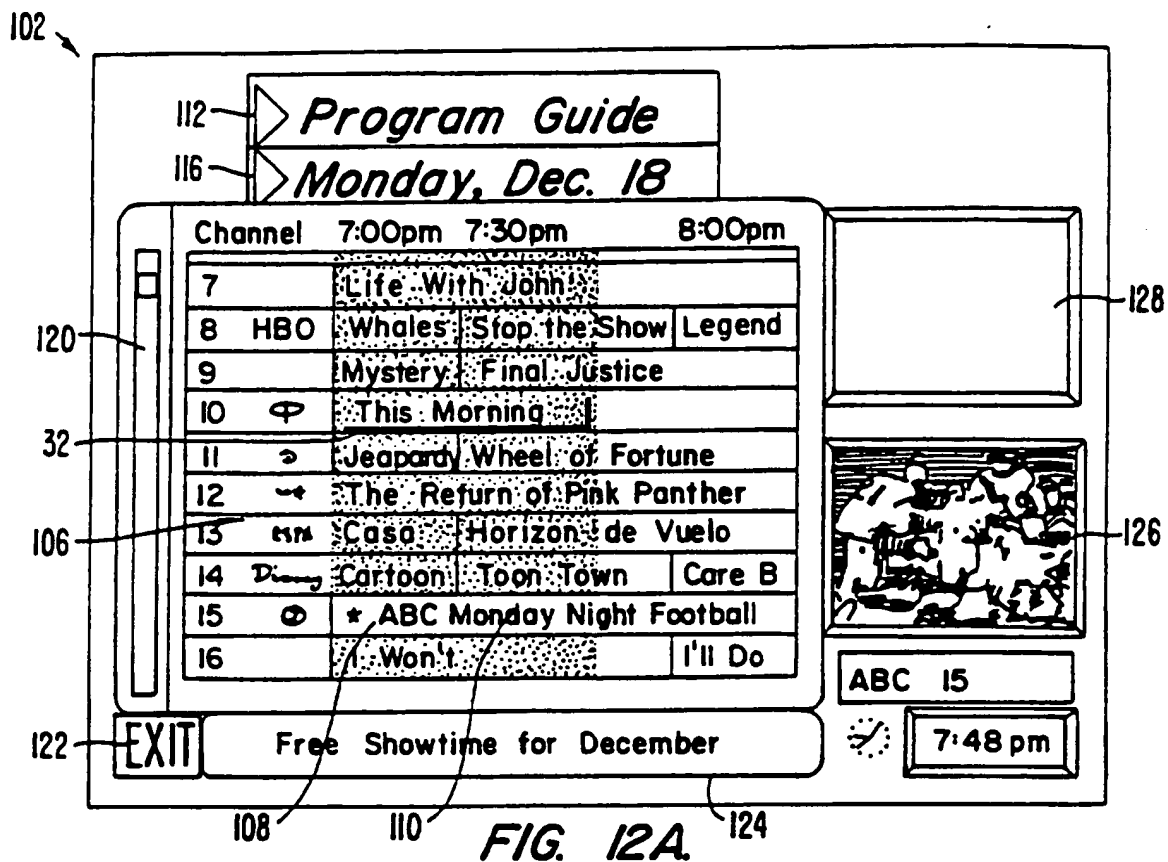 102
112 Program Guide
116 Monday, Dec. 18
Channel 7:00pm 7:30pm 8:00pm
7 Life With John
8 HBO Whales Stop the Show Legend
9 Mystery Final Justice
10 This Morning
11 Jeapardy Wheel of Fortune
12 The Return of Pink Panther
13 Casa Horizon de Vuelo
14 Disney Cartoon Toon Town Care B
15 * ABC Monday Night Football
16 I Won't I'll Do
120
32
106
128
126
ABC 15
7:48 pm
122 EXIT Free Showtime for December
108 110 124
FIG. 12A.